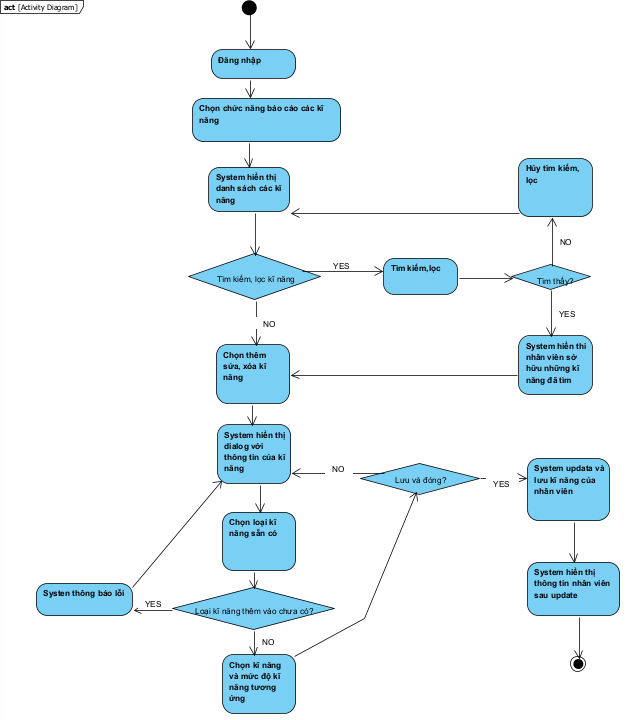 act [Activity Diagram]
Đăng nhập
Chọn chức năng báo cáo các kĩ
năng
System hiển thị
danh sách các kĩ
năng
Hủy tìm kiếm,
lọc
NO
Tìm kiếm, lọc kĩ năng
YES
Tìm kiếm,lọc
Tìm thấy?
YES
NO
System hiển thi
nhân viên sở
hữu những kĩ
năng đã tìm
Chọn thêm
sửa, xóa kĩ
năng
System hiển thị
dialog với
thông tin của kĩ
năng
NO
Lưu và đóng?
YES
System updata và
lưu kĩ năng của
nhân viên
Chọn loại kĩ
năng sẵn có
System hiển thị
thông tin nhân viên
sau update
Systen thông báo lỗi
YES
Loại kĩ năng thêm vào chưa có?
NO
Chọn kĩ năng
và mức độ kĩ
năng tương
ứng